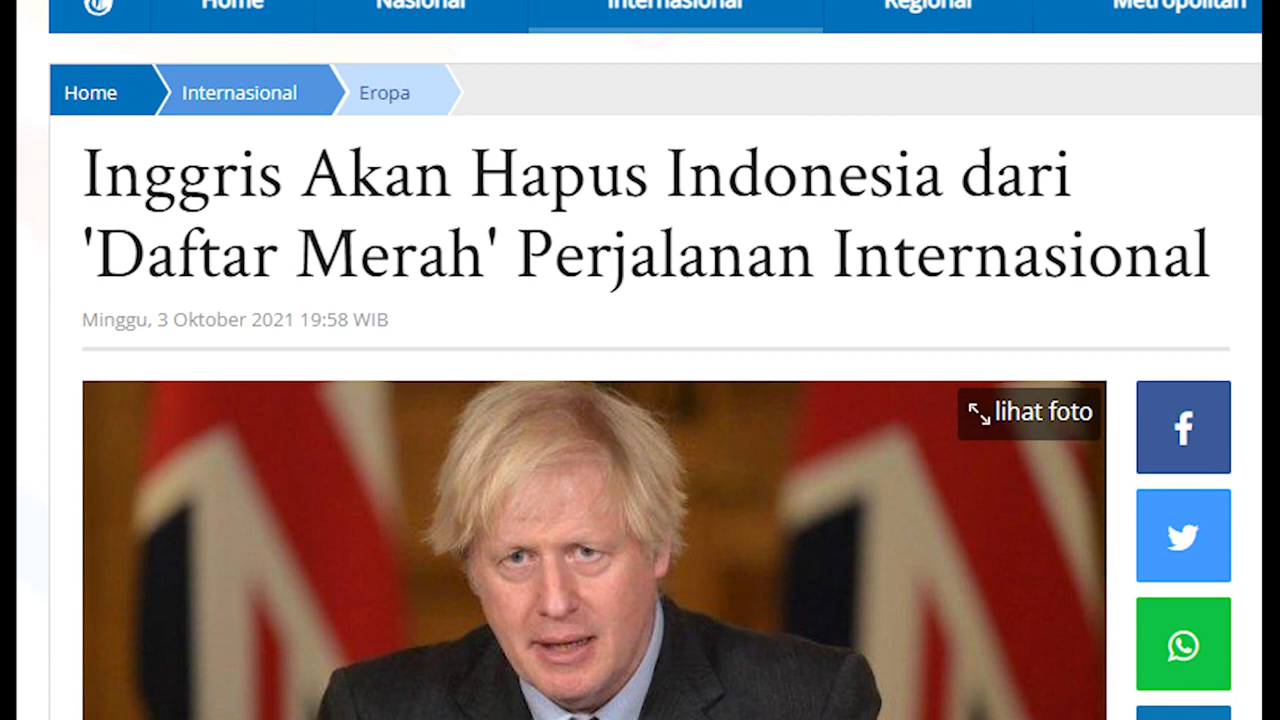 Home Nasional Internasional Regional Metropolitan
Home Internasional Eropa
Inggris Akan Hapus Indonesia dari
'Daftar Merah' Perjalanan Internasional
Minggu, 3 Oktober 2021 19:58 WIB
lihat foto